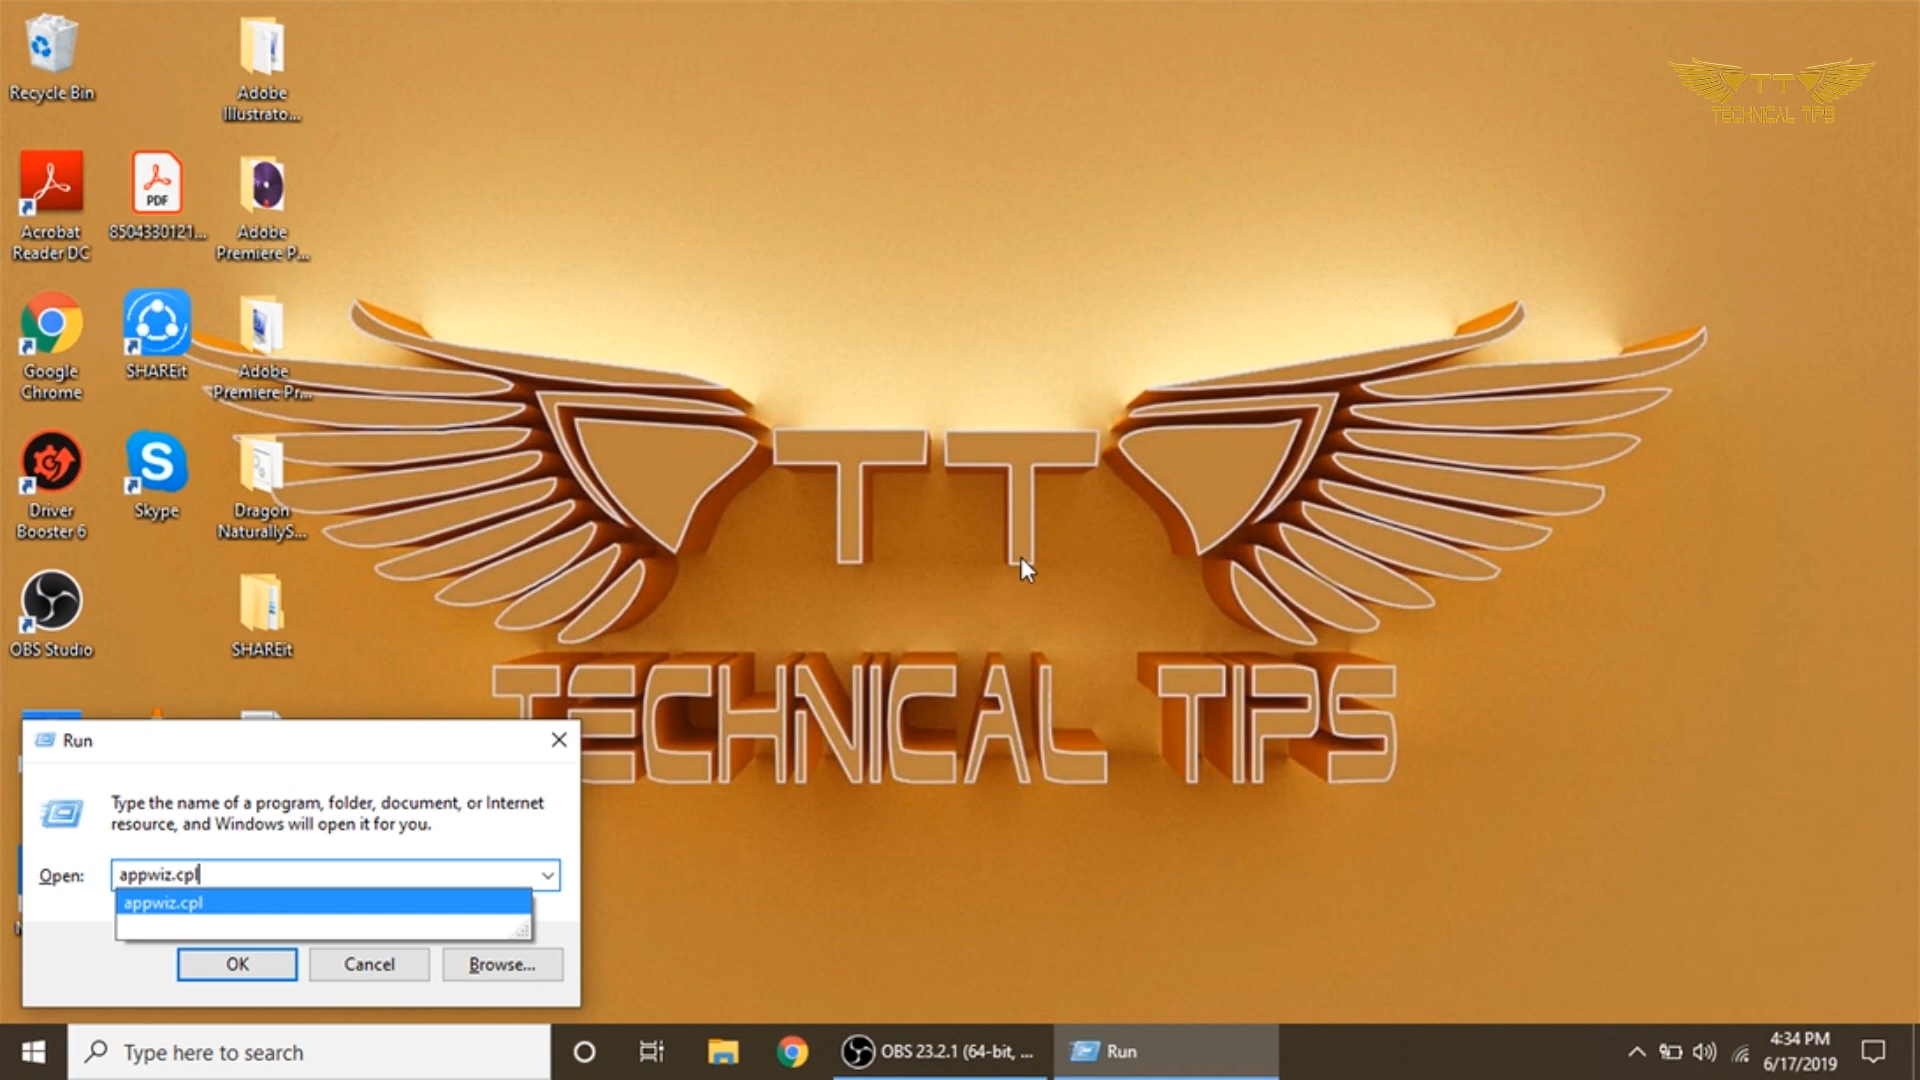 Recycle Bin
Adobe
Illustrato...
TT
TECHNICAL TIPS
Acrobat
Reader DC
PDF
8504330121...
Adobe
Premiere P...
Google
Chrome
SHAREit
Adobe
Premiere Pr...
Driver
Booster 6
S
Skype
Dragon
NaturallyS...
TT
OBS Studio
SHAREit
TECHNICAL TIPS
Run
Type the name of a program, folder, document, or Internet
resource, and Windows will open it for you.
Open:
appwiz.cpl
appwiz.cpl
OK
Cancel
Browse...
Type here to search
OBS 23.2.1 (64-bit, ...
Run
4:34 PM
6/17/2019